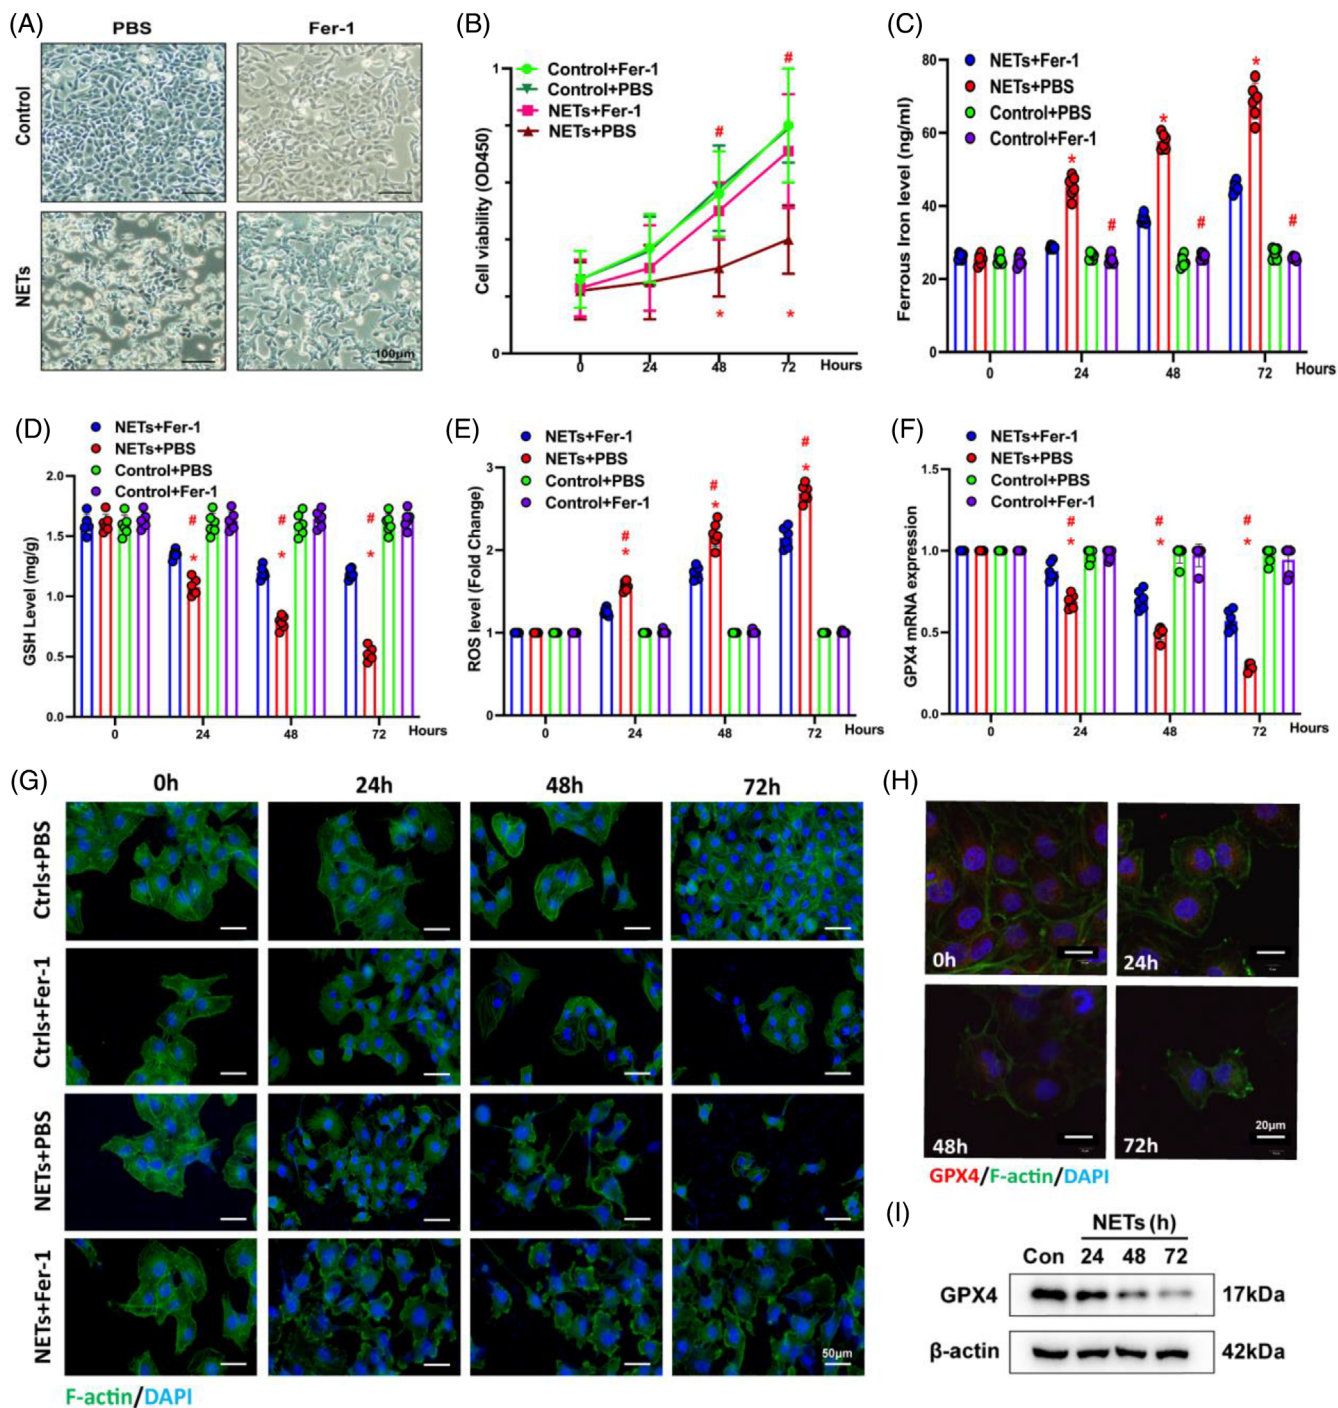 (A)
PBS
Fer-1
Control
NETs
100μm
(B)
Control+Fer-1
Control+PBS
NETs+Fer-1
NETs+PBS
Cell viability (OD450)
1
0
#
#
*
*
0
24
48
72
Hours
(C)
NETs+Fer-1
NETs+PBS
Control+PBS
Control+Fer-1
Ferrous Iron level (ng/ml)
80
60
40
20
0
*
*
*
#
#
#
0
24
48
72
Hours
(D)
NETs+Fer-1
NETs+PBS
Control+PBS
Control+Fer-1
GSH Level (mg/g)
2.0
1.5
1.0
0.5
0.0
#
*
#
*
#
*
0
24
48
72
Hours
(E)
NETs+Fer-1
NETs+PBS
Control+PBS
Control+Fer-1
ROS level (Fold Change)
3
2
1
0
#
*
#
*
#
*
0
24
48
72
Hours
(F)
NETs+Fer-1
NETs+PBS
Control+PBS
Control+Fer-1
GPX4 mRNA expression
1.5
1.0
0.5
0.0
#
*
#
*
#
*
0
24
48
72
Hours
(G)
0h
24h
48h
72h
Ctrls+PBS
Ctrls+Fer-1
NETs+PBS
NETs+Fer-1
50μm
F-actin/DAPI
(H)
0h
24h
48h
72h
20μm
GPX4/F-actin/DAPI
(I)
NETs (h)
Con 24 48 72
GPX4
17kDa
β-actin
42kDa